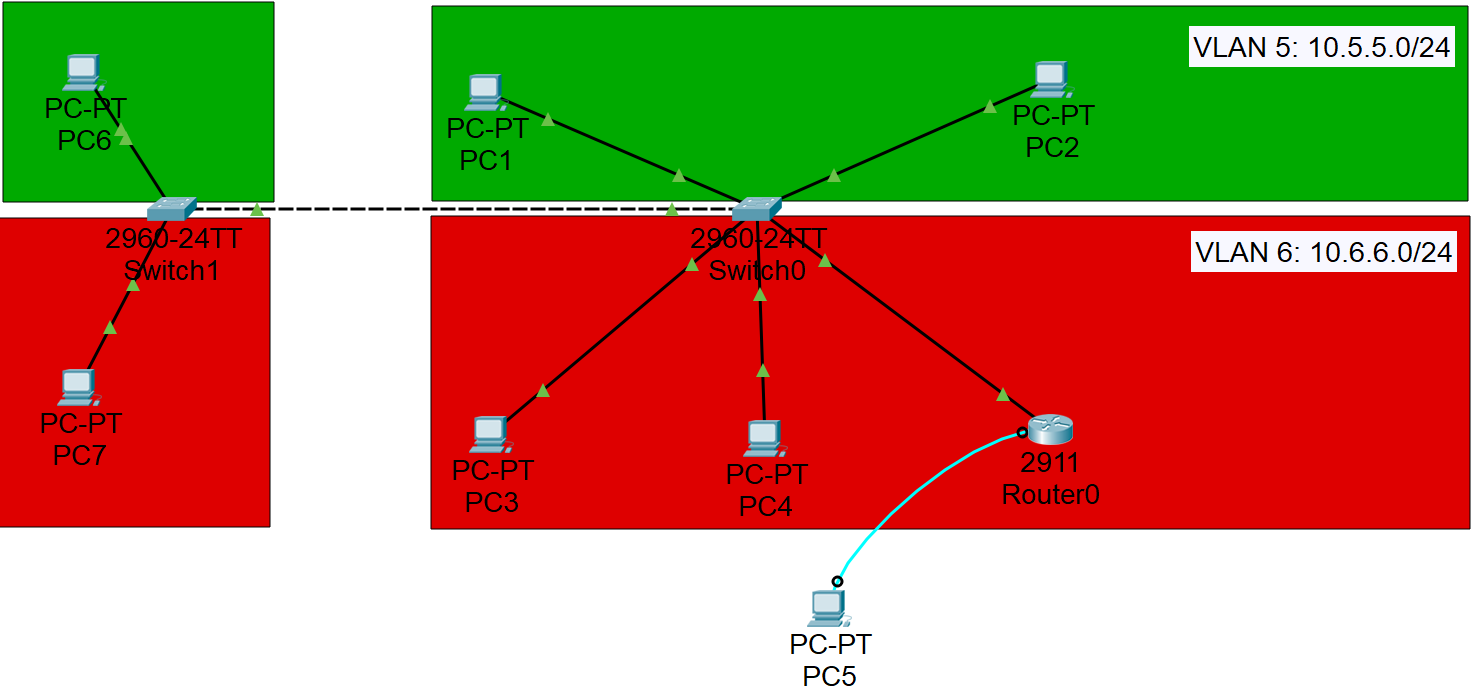 PC-PT
PC6
2960-24TT
Switch1
PC-PT
PC7
VLAN 5: 10.5.5.0/24
PC-PT
PC1
PC-PT
PC2
2960-24TT
Switch0
VLAN 6: 10.6.6.0/24
PC-PT
PC3
PC-PT
PC4
2911
Router0
PC-PT
PC5